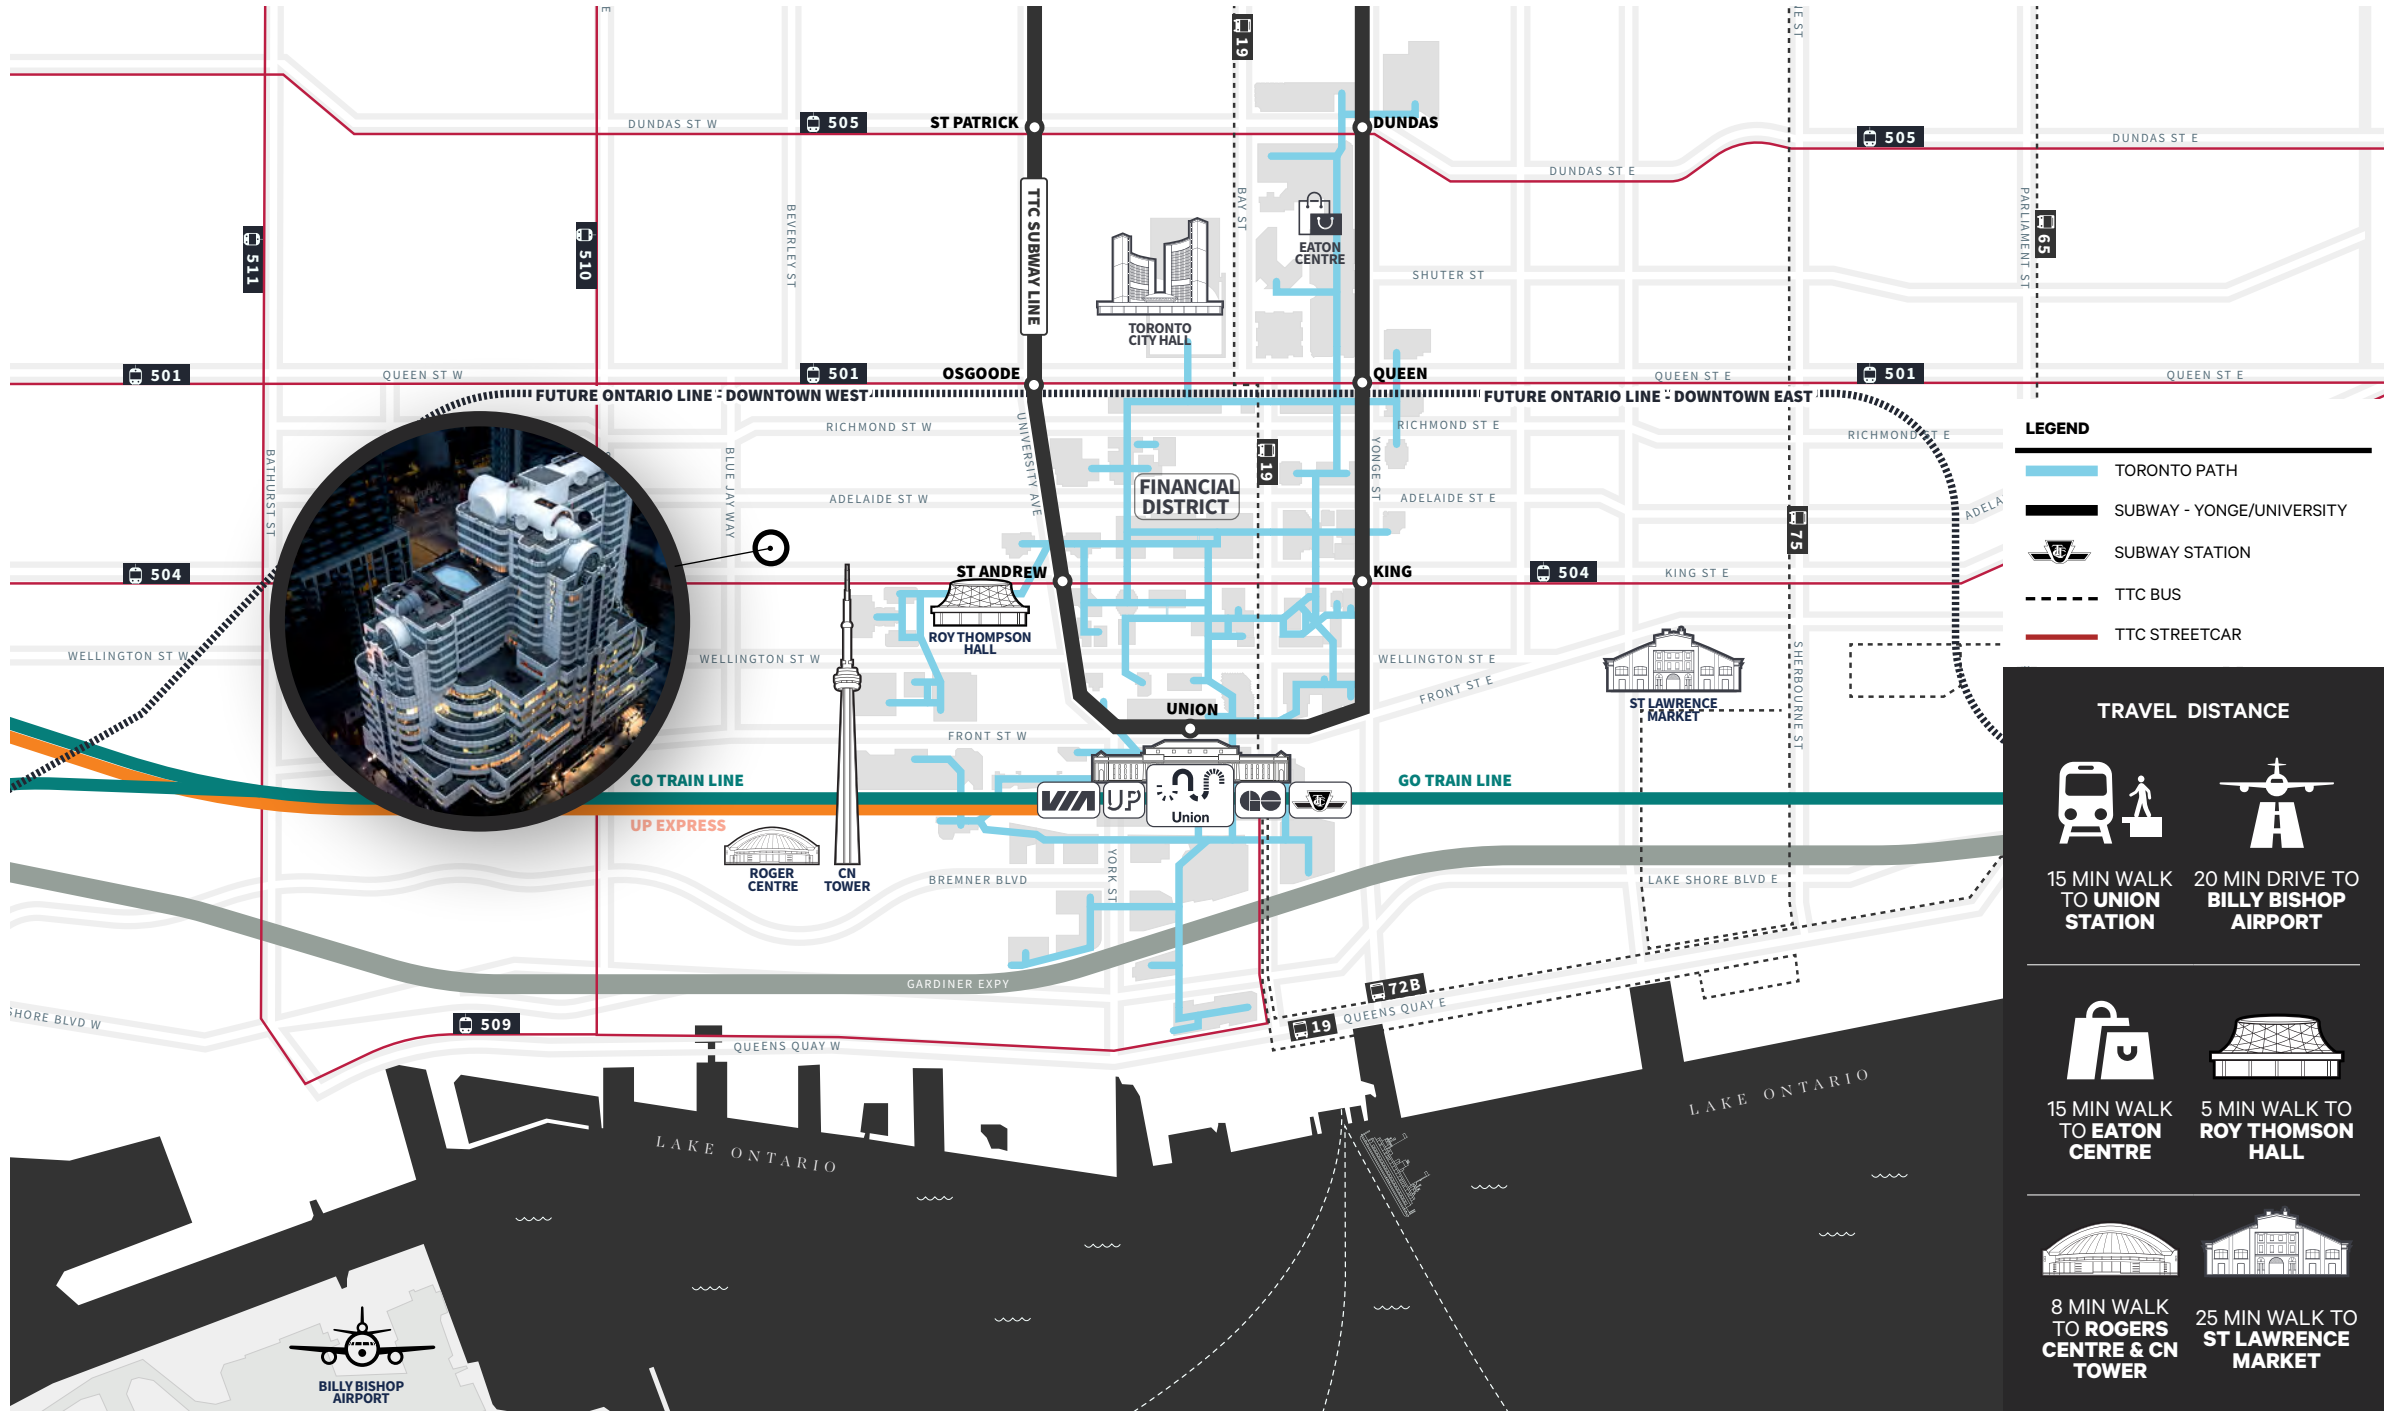 19
DUNDAS ST W
505
ST PATRICK
DUNDAS
505
DUNDAS ST E
DUNDAS ST E
511
510
BEVERLEY ST
TTC SUBWAY LINE
BAY ST
EATON
CENTRE
SHUTER ST
PARLIAMENT ST
65
TORONTO
CITY HALL
501
QUEEN ST W
501
OSGOODE
QUEEN
QUEEN ST E
501
QUEEN ST E
FUTURE ONTARIO LINE - DOWNTOWN WEST
FUTURE ONTARIO LINE - DOWNTOWN EAST
RICHMOND ST W
RICHMOND ST E
RICHMOND ST E
BATHURST ST
BLUE JAY WAY
UNIVERSITY AVE
19
YONGE ST
FINANCIAL
DISTRICT
ADELAIDE ST W
ADELAIDE ST E
ADELA
75
504
ST ANDREW
KING
504
KING ST E
ROY THOMPSON
HALL
WELLINGTON ST W
WELLINGTON ST W
WELLINGTON ST E
FRONT ST E
SHERBOURNE ST
ST LAWRENCE
MARKET
UNION
FRONT ST W
GO TRAIN LINE
GO TRAIN LINE
VIA
UP
Union
GO
UP EXPRESS
ROGER
CENTRE
CN
TOWER
BREMNER BLVD
YORK ST
LAKE SHORE BLVD E
GARDINER EXPY
SHORE BLVD W
509
QUEENS QUAY W
72B
19
QUEENS QUAY E
LAKE ONTARIO
LAKE ONTARIO
BILLY BISHOP
AIRPORT
LEGEND
TORONTO PATH
SUBWAY - YONGE/UNIVERSITY
SUBWAY STATION
TTC BUS
TTC STREETCAR
TRAVEL DISTANCE
15 MIN WALK
TO UNION
STATION
20 MIN DRIVE TO
BILLY BISHOP
AIRPORT
15 MIN WALK
TO EATON
CENTRE
5 MIN WALK TO
ROY THOMSON
HALL
8 MIN WALK
TO ROGERS
CENTRE & CN
TOWER
25 MIN WALK TO
ST LAWRENCE
MARKET